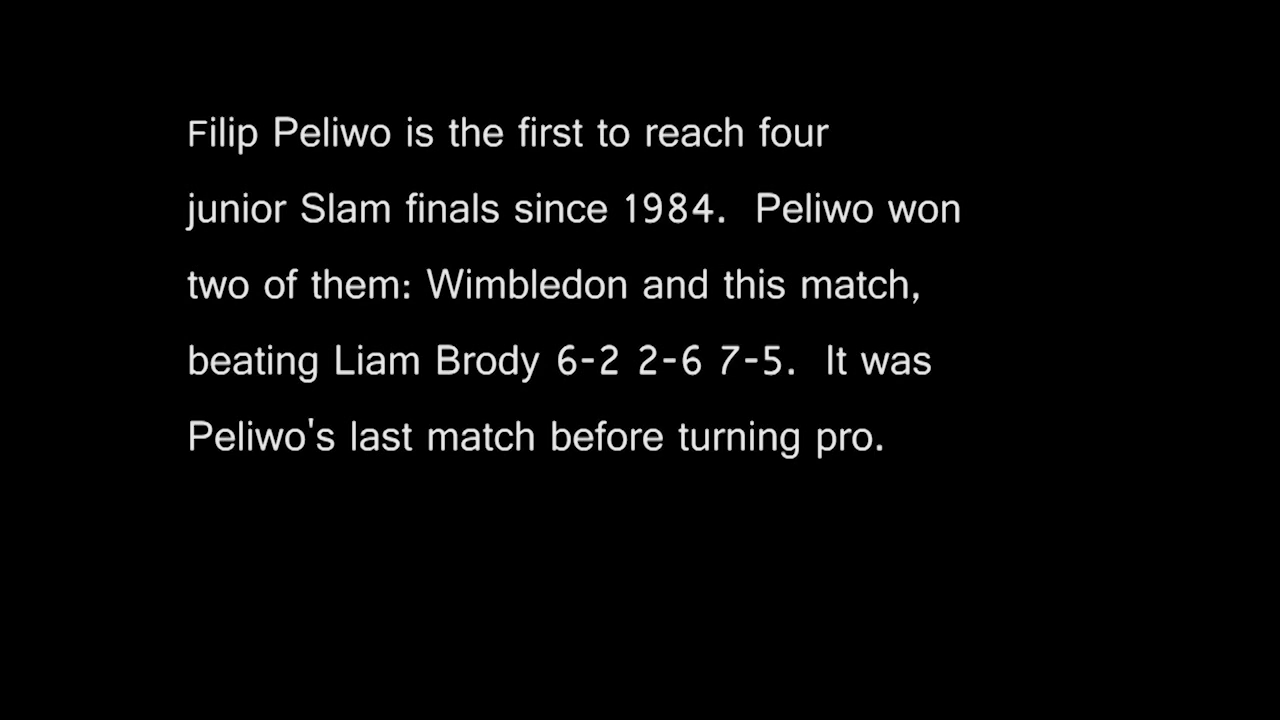 Filip Peliwo is the first to reach four
junior Slam finals since 1984.  Peliwo won
two of them: Wimbledon and this match,
beating Liam Brody 6-2 2-6 7-5.  It was
Peliwo's last match before turning pro.